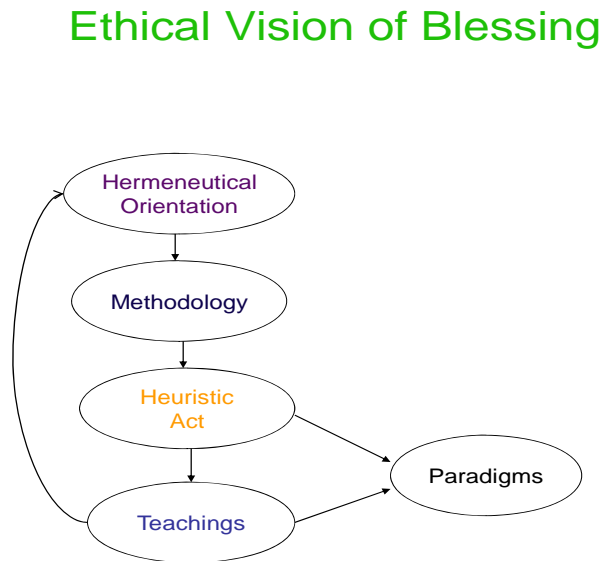 Ethical Vision of Blessing
Hermeneutical
Orientation
Methodology
Heuristic
Act
Paradigms
Teachings